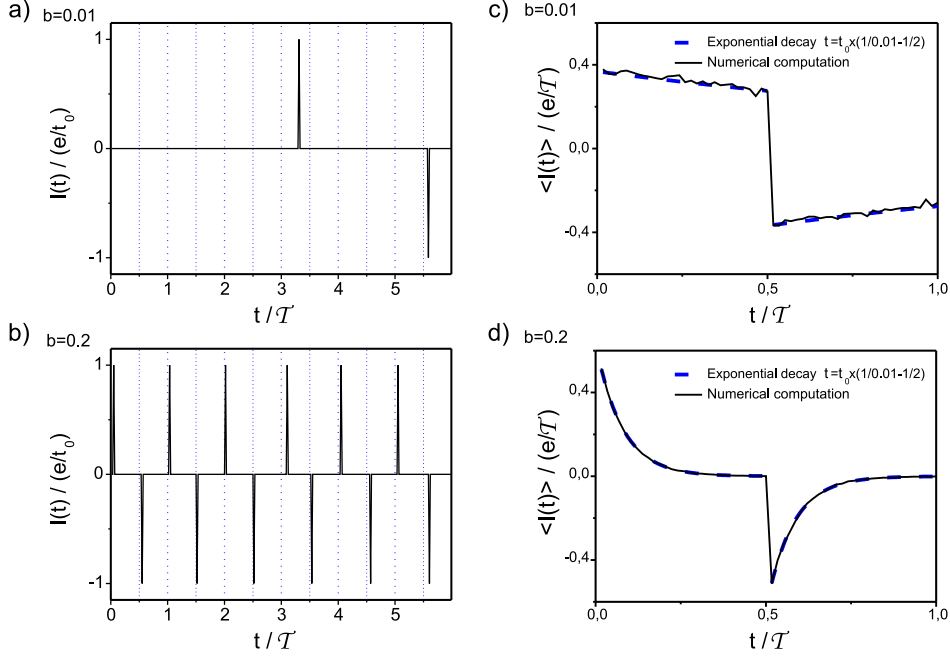 a) b=0.01
1
0
-1
I(t) / (e/t₀)
0 1 2 3 4 5
t / 𝒯
b) b=0.2
1
0
-1
I(t) / (e/t₀)
0 1 2 3 4 5
t / 𝒯
c) b=0.01
Exponential decay t=t₀x(1/0.01-1/2)
Numerical computation
0,4
0,0
-0,4
<I(t)> / (e/𝒯)
0,0 0,5 1,0
t / 𝒯
d) b=0.2
Exponential decay t=t₀x(1/0.01-1/2)
Numerical computation
0,4
0,0
-0,4
<I(t)> / (e/𝒯)
0,0 0,5 1,0
t / 𝒯